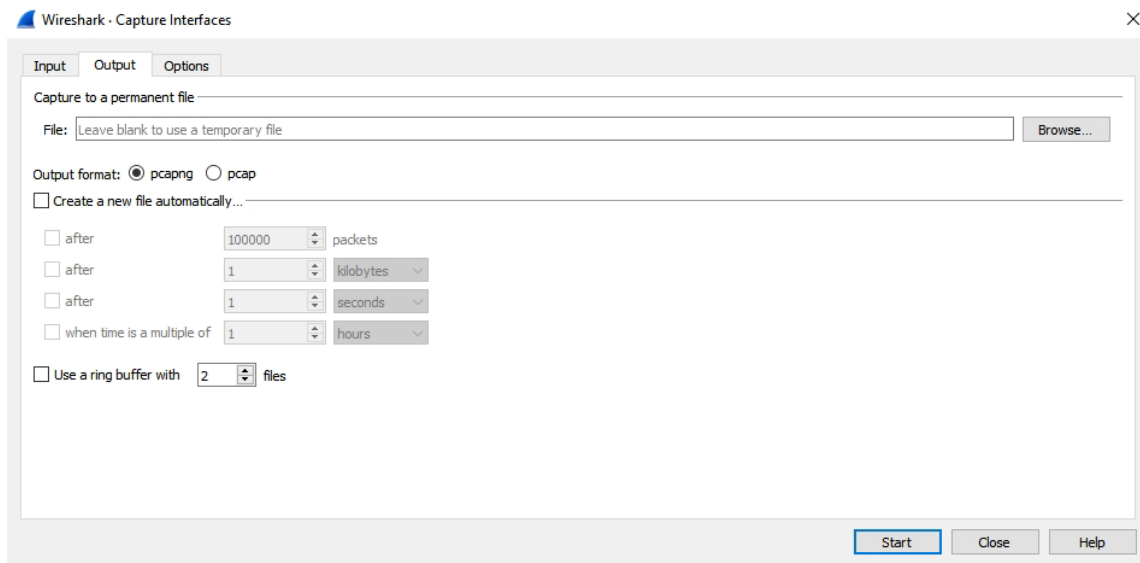 Wireshark · Capture Interfaces
Input Output Options
Capture to a permanent file
File: Leave blank to use a temporary file Browse...
Output format: pcapng pcap
Create a new file automatically...
after 100000 packets
after 1 kilobytes
after 1 seconds
when time is a multiple of 1 hours
Use a ring buffer with 2 files
Start Close Help